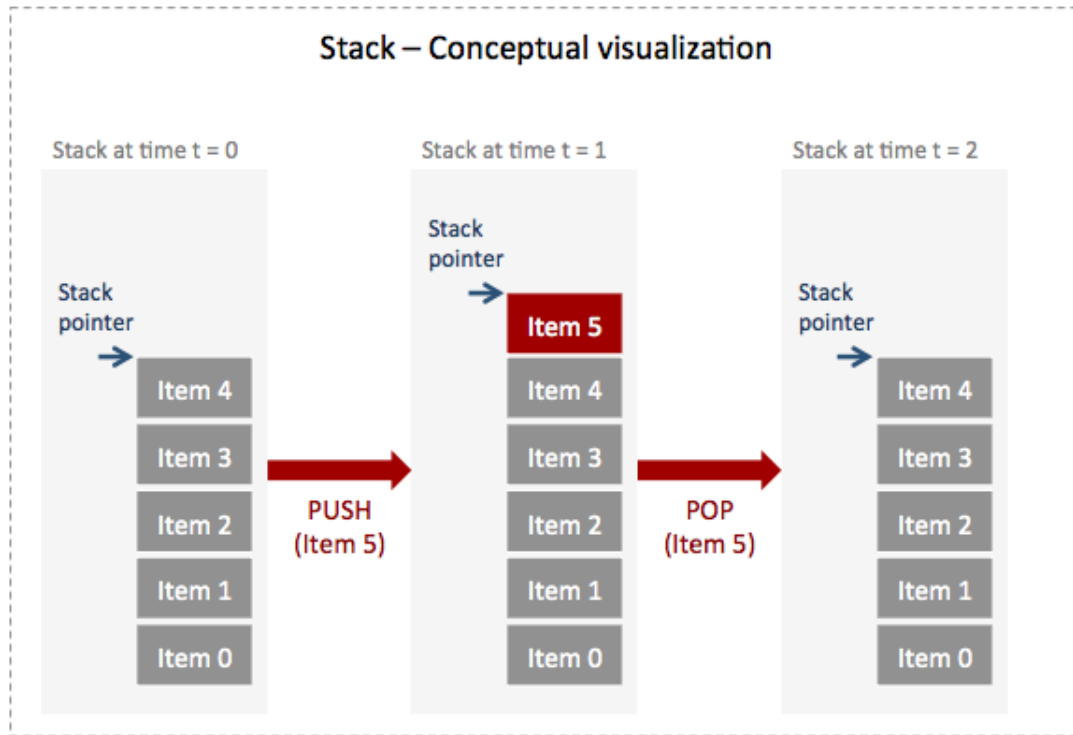 Stack – Conceptual visualization
Stack at time t = 0
Stack
pointer
Item 4
Item 3
Item 2
Item 1
Item 0
PUSH
(Item 5)
Stack at time t = 1
Stack
pointer
Item 5
Item 4
Item 3
Item 2
Item 1
Item 0
POP
(Item 5)
Stack at time t = 2
Stack
pointer
Item 4
Item 3
Item 2
Item 1
Item 0